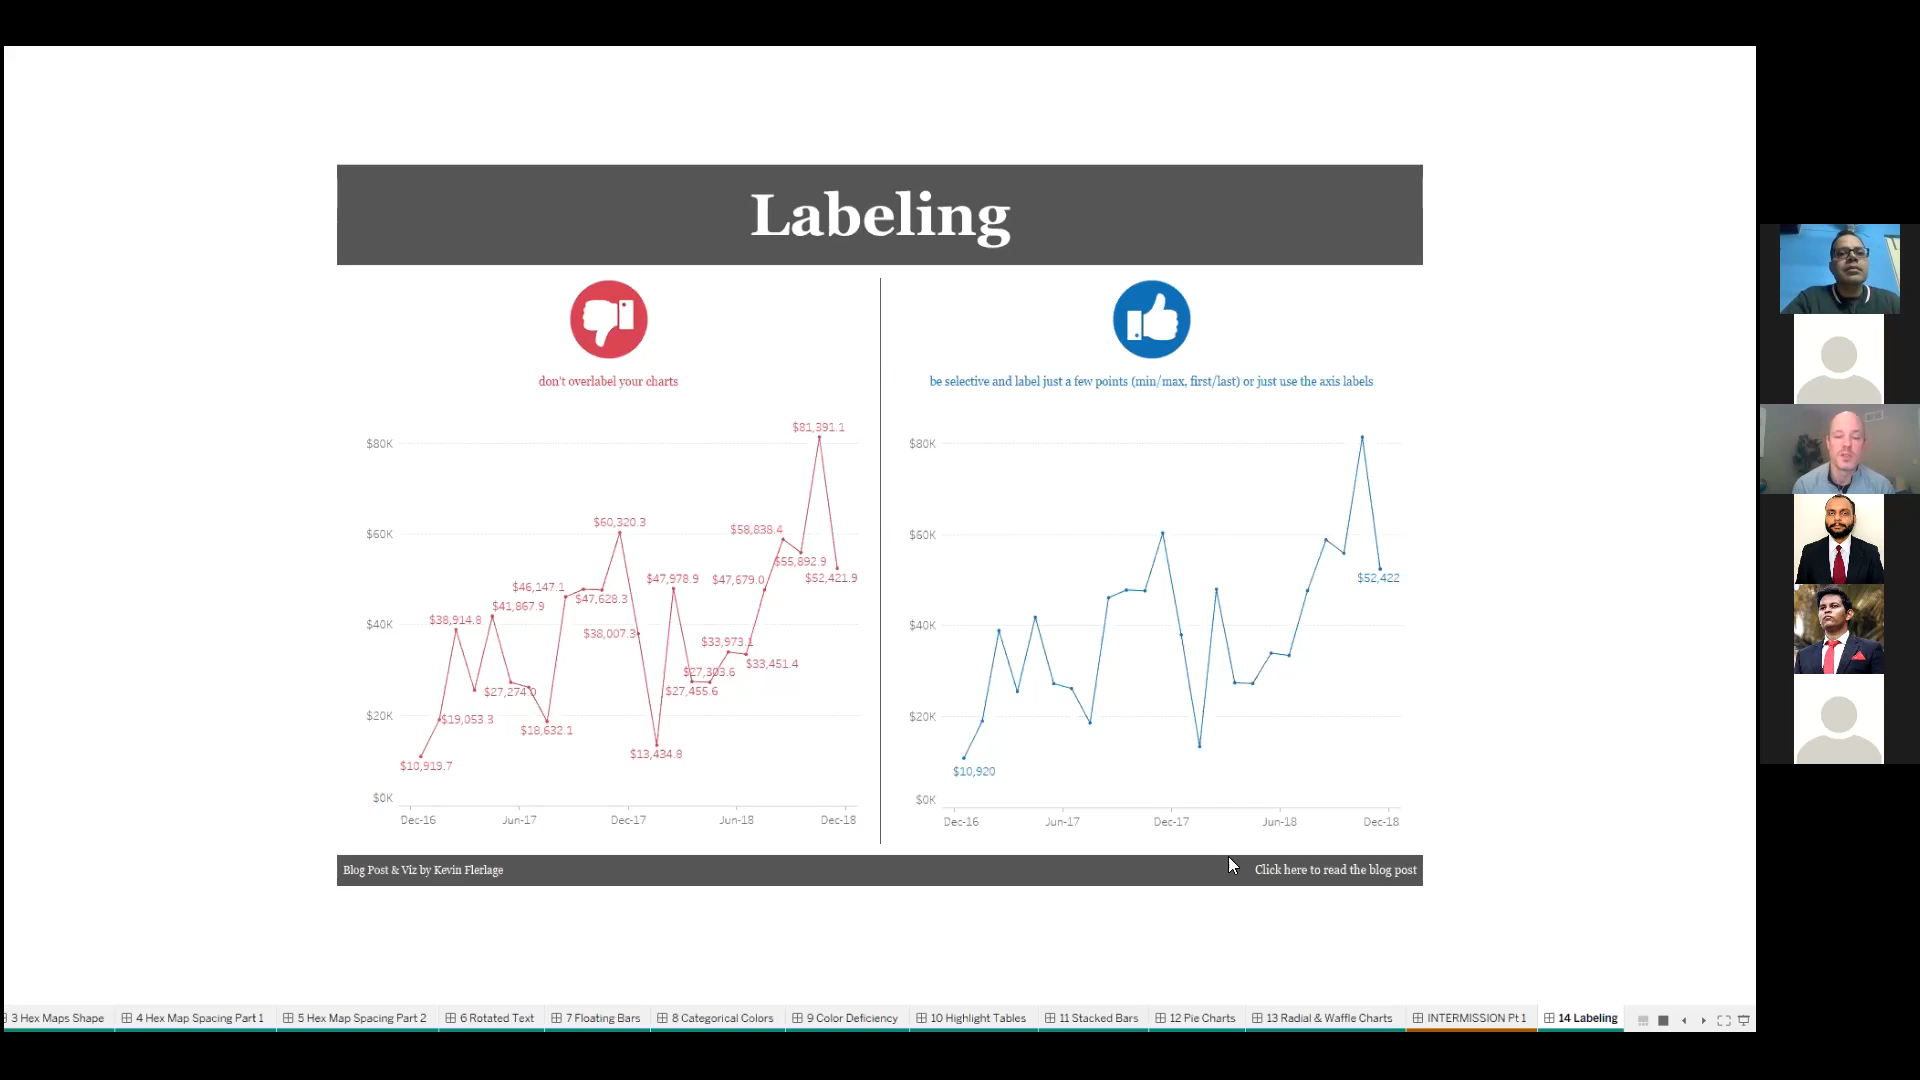 Labeling
don't overlabel your charts
be selective and label just a few points (min/max, first/last) or just use the axis labels
$80K
$60K
$40K
$20K
$0K
$81,391.1
$60,320.3
$58,838.4
$55,892.9
$52,421.9
$46,147.1
$47,978.9
$47,679.0
$47,628.3
$41,867.9
$38,914.8
$38,007.3
$33,973.1
$33,451.4
$27,303.6
$27,274.0
$27,455.6
$19,053.3
$18,632.1
$13,434.8
$10,919.7
Dec-16 Jun-17 Dec-17 Jun-18 Dec-18
$80K
$60K
$40K
$20K
$0K
$52,422
$10,920
Dec-16 Jun-17 Dec-17 Jun-18 Dec-18
Blog Post & Viz by Kevin Flerlage
Click here to read the blog post
3 Hex Maps Shape 4 Hex Map Spacing Part 1 5 Hex Map Spacing Part 2 6 Rotated Text 7 Floating Bars 8 Categorical Colors 9 Color Deficiency 10 Highlight Tables 11 Stacked Bars 12 Pie Charts 13 Radial & Waffle Charts INTERMISSION Pt 1 14 Labeling